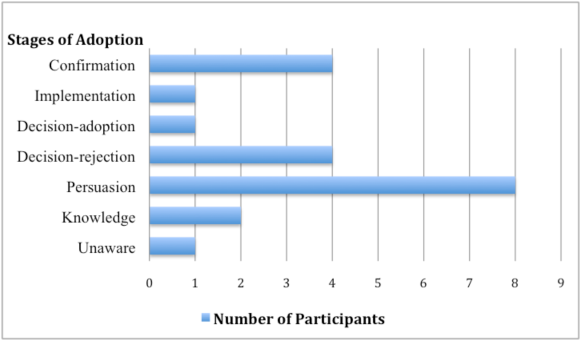 Stages of Adoption
Confirmation
Implementation
Decision-adoption
Decision-rejection
Persuasion
Knowledge
Unaware
0 1 2 3 4 5 6 7 8 9
Number of Participants